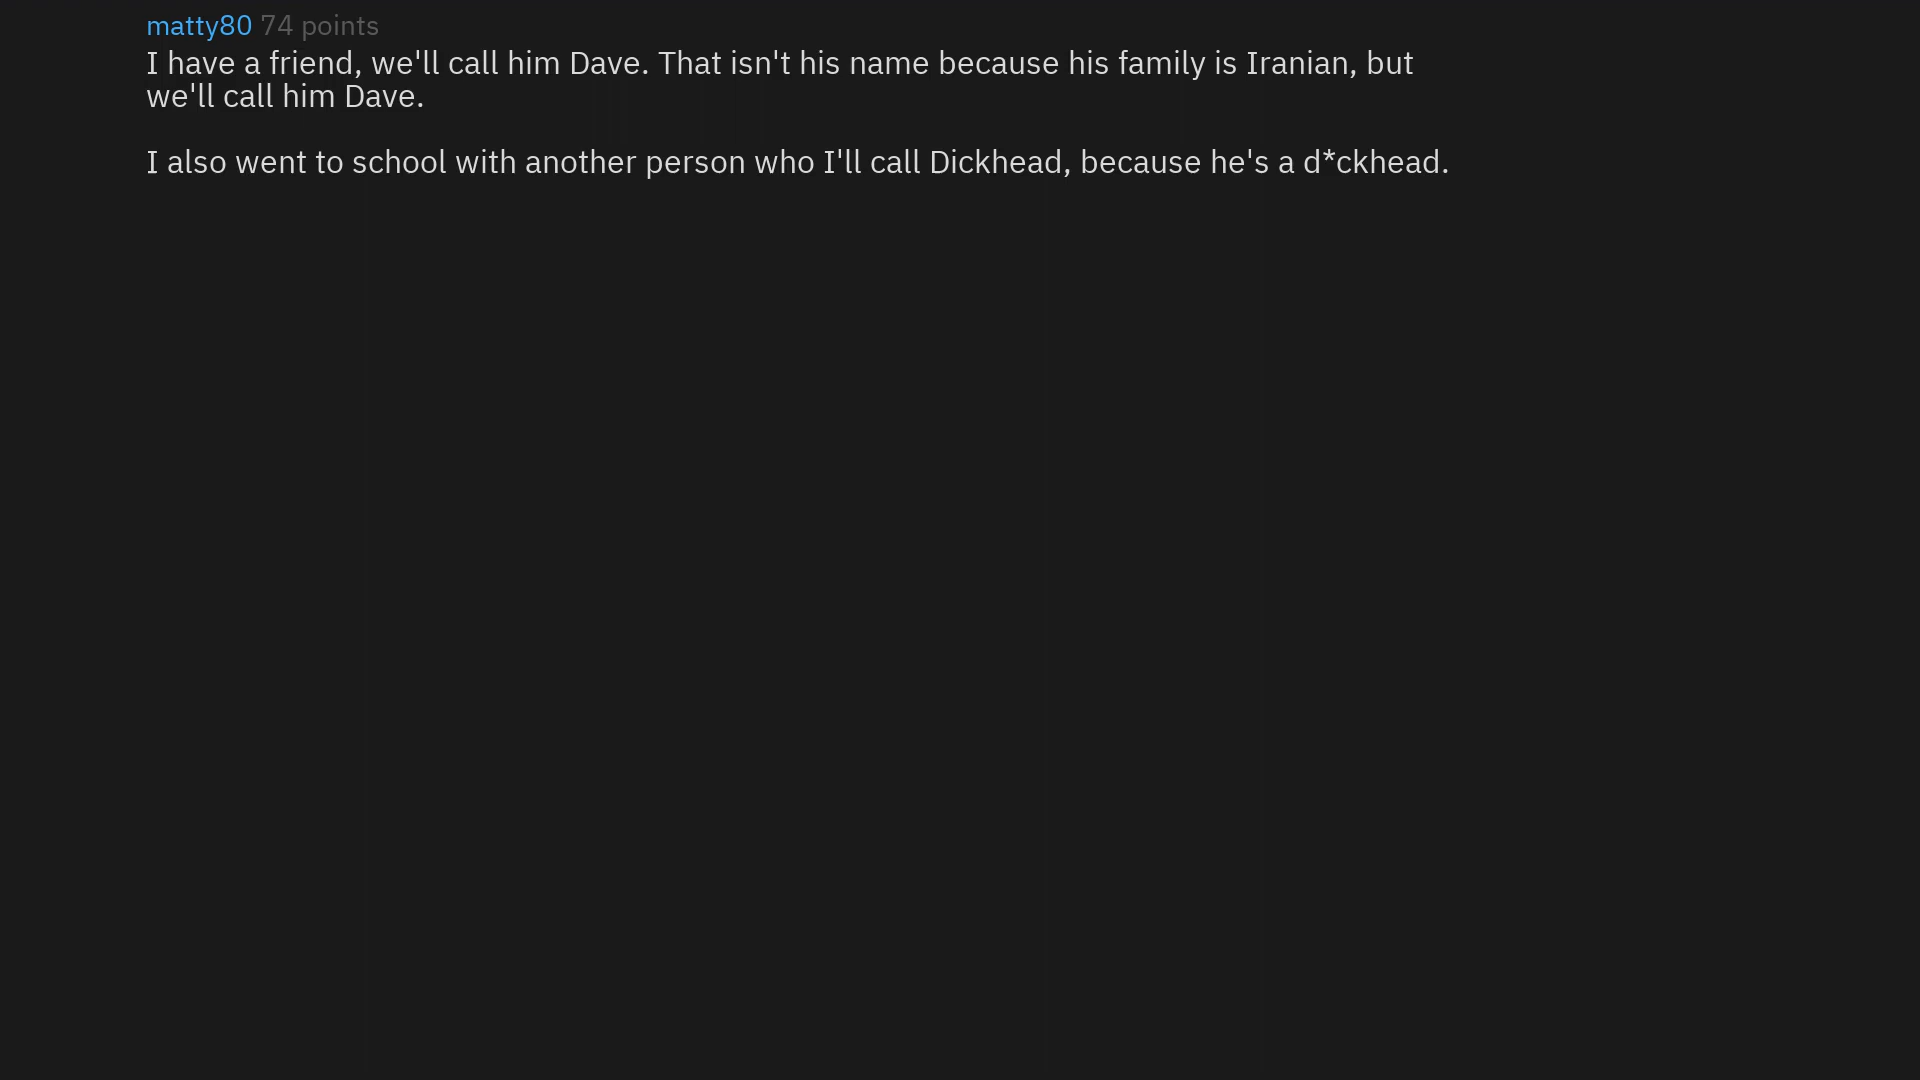 matty80 74 points
I have a friend, we'll call him Dave. That isn't his name because his family is Iranian, but
we'll call him Dave.
I also went to school with another person who I'll call Dickhead, because he's a d*ckhead.